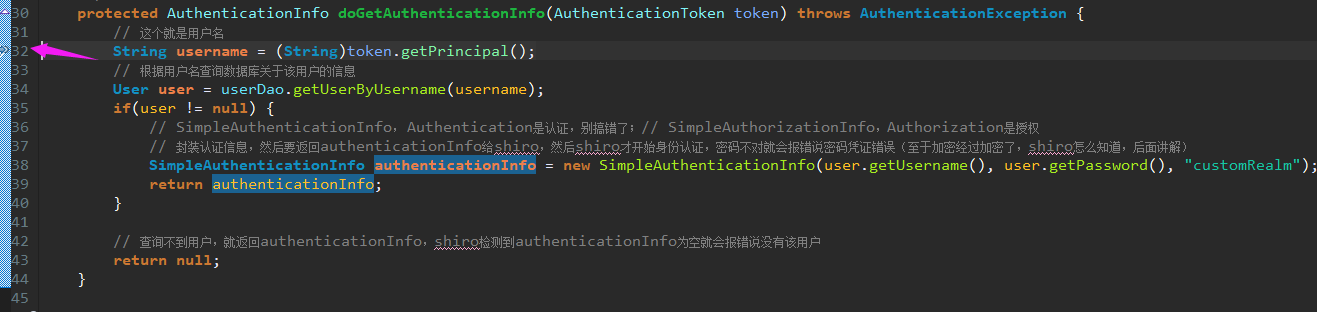 30 protected AuthenticationInfo doGetAuthenticationInfo(AuthenticationToken token) throws AuthenticationException {
31 // 这个就是用户名
32 String username = (String)token.getPrincipal();
33 // 根据用户名查询数据库关于该用户的信息
34 User user = userDao.getUserByUsername(username);
35 if(user != null) {
36 // SimpleAuthenticationInfo，Authentication是认证，别搞错了；// SimpleAuthorizationInfo，Authorization是授权
37 // 封装认证信息，然后要返回authenticationInfo给shiro，然后shiro才开始身份认证，密码不对就会报错说密码凭证错误（至于加密经过加密了，shiro怎么知道，后面讲解）
38 SimpleAuthenticationInfo authenticationInfo = new SimpleAuthenticationInfo(user.getUsername(), user.getPassword(), "customRealm");
39 return authenticationInfo;
40 }
41
42 // 查询不到用户，就返回authenticationInfo，shiro检测到authenticationInfo为空就会报错说没有该用户
43 return null;
44 }
45